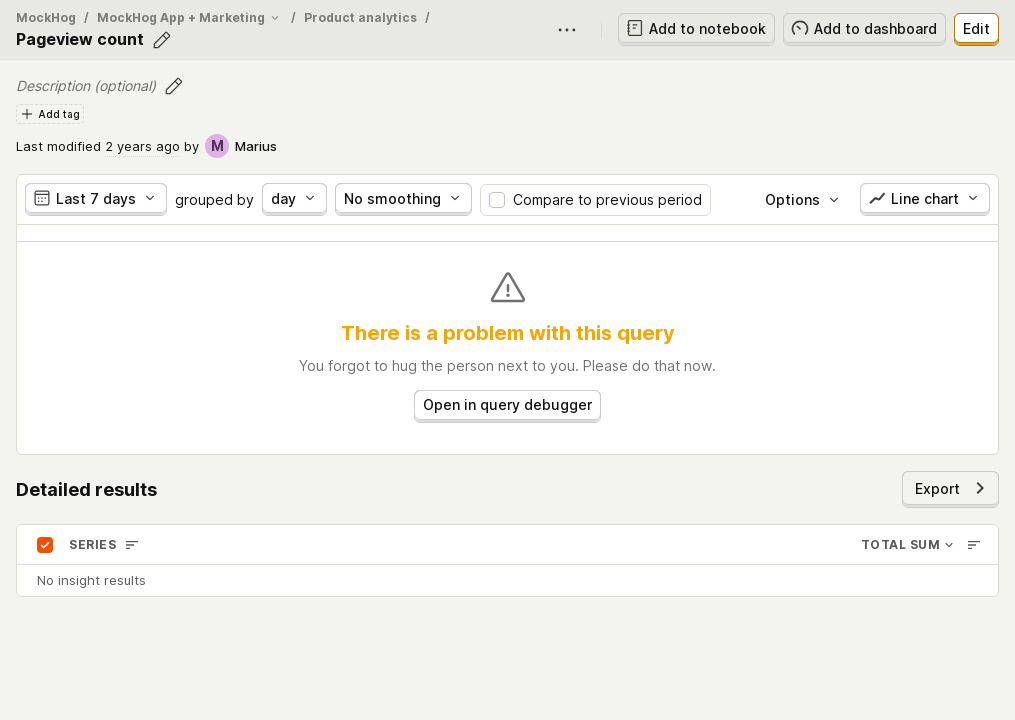 MockHog / MockHog App + Marketing / Product analytics /
Pageview count
Add to notebook
Add to dashboard
Edit
Description (optional)
Add tag
Last modified 2 years ago by M Marius
Last 7 days grouped by day No smoothing Compare to previous period Options Line chart
There is a problem with this query
You forgot to hug the person next to you. Please do that now.
Open in query debugger
Detailed results
Export
SERIES
TOTAL SUM
No insight results